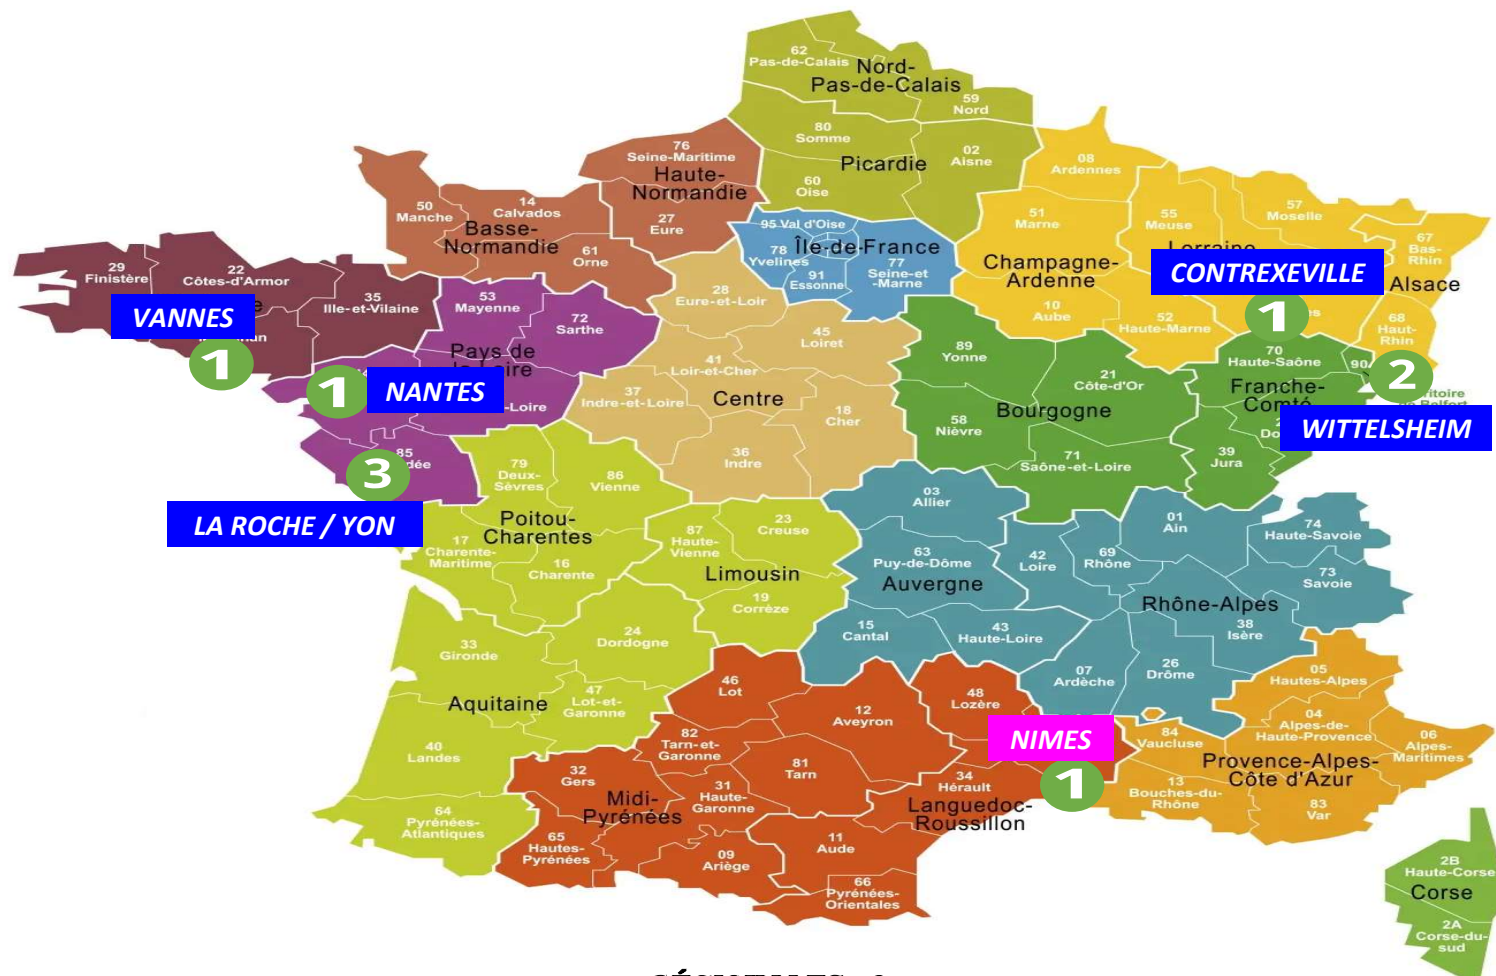 62
Pas-de-Calais
Nord-
Pas-de-Calais
59
Nord
80
Somme
02
Aisne
Picardie
60
Oise
76
Seine-Maritime
Haute-
Normandie
27
Eure
08
Ardennes
51
Marne
55
Meuse
57
Moselle
67
Bas-
Rhin
Lorraine
50
Manche
14
Calvados
Basse-
Normandie
61
Orne
95 Val d'Oise
Île-de-France
78
Yvelines
91
Essonne
77
Seine-et
-Marne
Champagne-
Ardenne
10
Aube
52
Haute-Marne
CONTREXEVILLE
1
Alsace
68
Haut-
Rhin
29
Finistère
22
Côtes-d'Armor
35
Ille-et-Vilaine
VANNES
1
53
Mayenne
72
Sarthe
Pays de
la Loire
1
NANTES
-Loire
28
Eure-et-Loir
45
Loiret
41
Loir-et-Cher
37
Indre-et-Loire
Centre
18
Cher
36
Indre
89
Yonne
21
Côte-d'Or
Bourgogne
58
Nièvre
71
Saône-et-Loire
70
Haute-Saône
90
2
Franche-
Comté
WITTELSHEIM
39
Jura
85
3
LA ROCHE / YON
79
Deux-
Sèvres
86
Vienne
Poitou-
Charentes
17
Charente-
Maritime
16
Charente
87
Haute-
Vienne
23
Creuse
Limousin
19
Corrèze
03
Allier
63
Puy-de-Dôme
Auvergne
15
Cantal
43
Haute-Loire
42
Loire
69
Rhône
01
Ain
74
Haute-Savoie
73
Savoie
Rhône-Alpes
38
Isère
07
Ardèche
26
Drôme
33
Gironde
24
Dordogne
47
Lot-et-
Garonne
Aquitaine
40
Landes
64
Pyrénées-
Atlantiques
46
Lot
12
Aveyron
48
Lozère
82
Tarn-et-
Garonne
81
Tarn
32
Gers
31
Haute-
Garonne
Midi-
Pyrénées
65
Hautes-
Pyrénées
09
Ariège
NIMES
1
34
Hérault
Languedoc-
Roussillon
11
Aude
66
Pyrénées-
Orientales
05
Hautes-Alpes
04
Alpes-de-
Haute-Provence
06
Alpes-
Maritimes
84
Vaucluse
Provence-Alpes-
Côte d'Azur
13
Bouches-du-
Rhône
83
Var
2B
Haute-Corse
Corse
2A
Corse-du-
sud